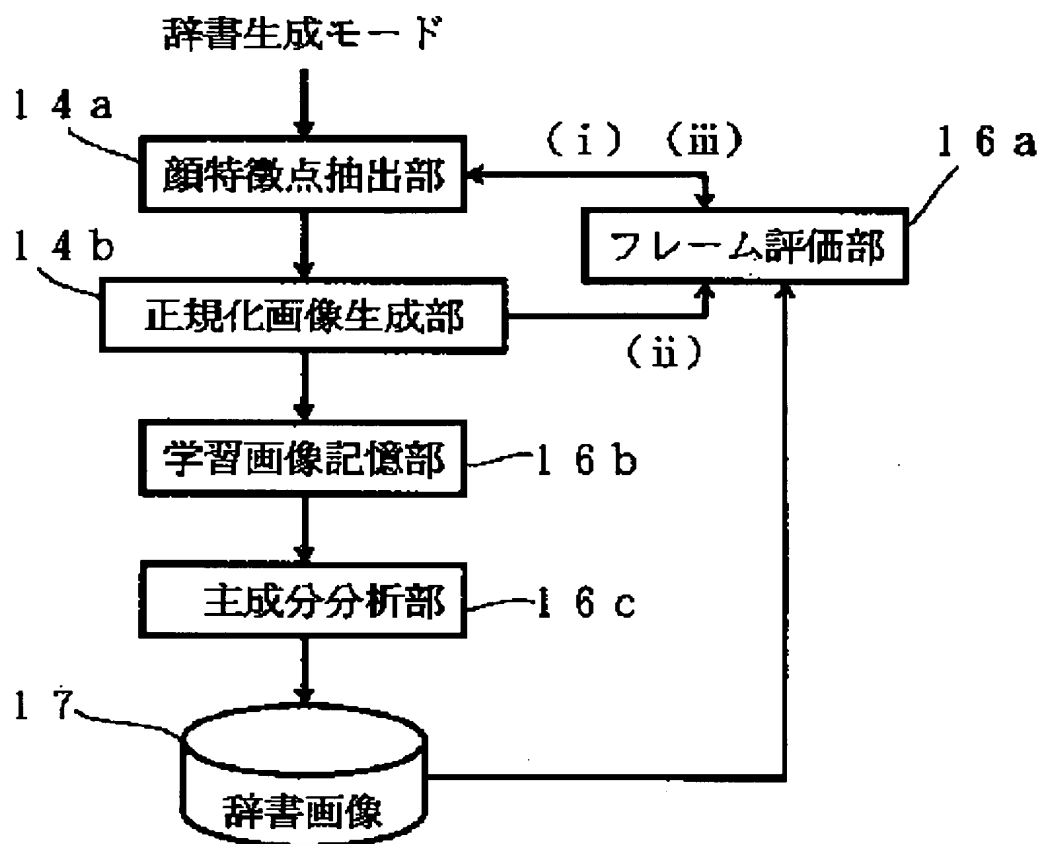 辞書生成モード
14a
顔特徴点抽出部
(i) (iii)
16a
フレーム評価部
14b
正規化画像生成部
(ii)
学習画像記憶部
16b
主成分分析部
16c
17
辞書画像